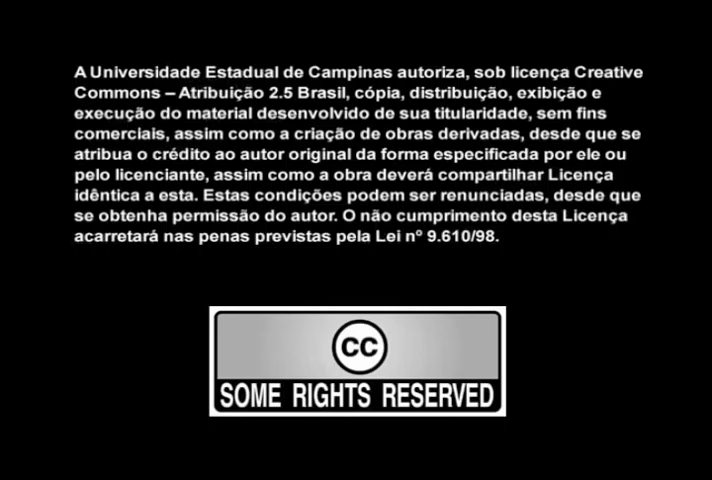 A Universidade Estadual de Campinas autoriza, sob licença Creative
Commons – Atribuição 2.5 Brasil, cópia, distribuição, exibição e
execução do material desenvolvido de sua titularidade, sem fins
comerciais, assim como a criação de obras derivadas, desde que se
atribua o crédito ao autor original da forma especificada por ele ou
pelo licenciante, assim como a obra deverá compartilhar Licença
idêntica a esta. Estas condições podem ser renunciadas, desde que
se obtenha permissão do autor. O não cumprimento desta Licença
acarretará nas penas previstas pela Lei nº 9.610/98.
CC
SOME RIGHTS RESERVED